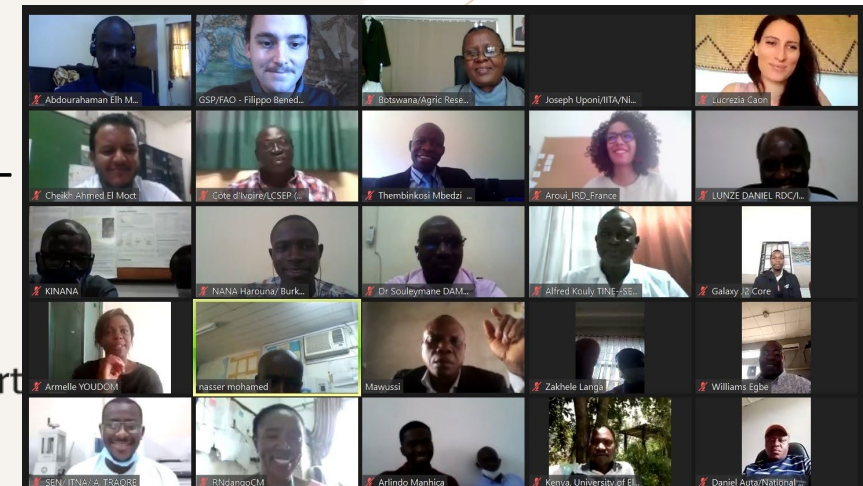 Abdourahaman Elh M...
GSP/FAO - Filippo Bened...
Botswana/Agric Rese...
Joseph Uponi/IITA/Ni...
Lucrezia Caon
Cheikh Ahmed El Moct
Côte d'Ivoire/LCSEP (...
Thembinkosi Mbedzi ...
Aroui_IRD_France
LUNZE DANIEL RDC/I...
KINANA
NANA Harouna/ Burk...
Dr Souleymane DAM...
Alfred Kouly TINE--SE...
Galaxy J2 Core
rt
Armelle YOUDOM
nasser mohamed
Mawussi
Zakhele Langa
Williams Egbe
SEN/ ITNA/ A. TRAORE
RNdangoCM
Arlindo Manhica
Kenya, University of El...
Daniel Auta/National...